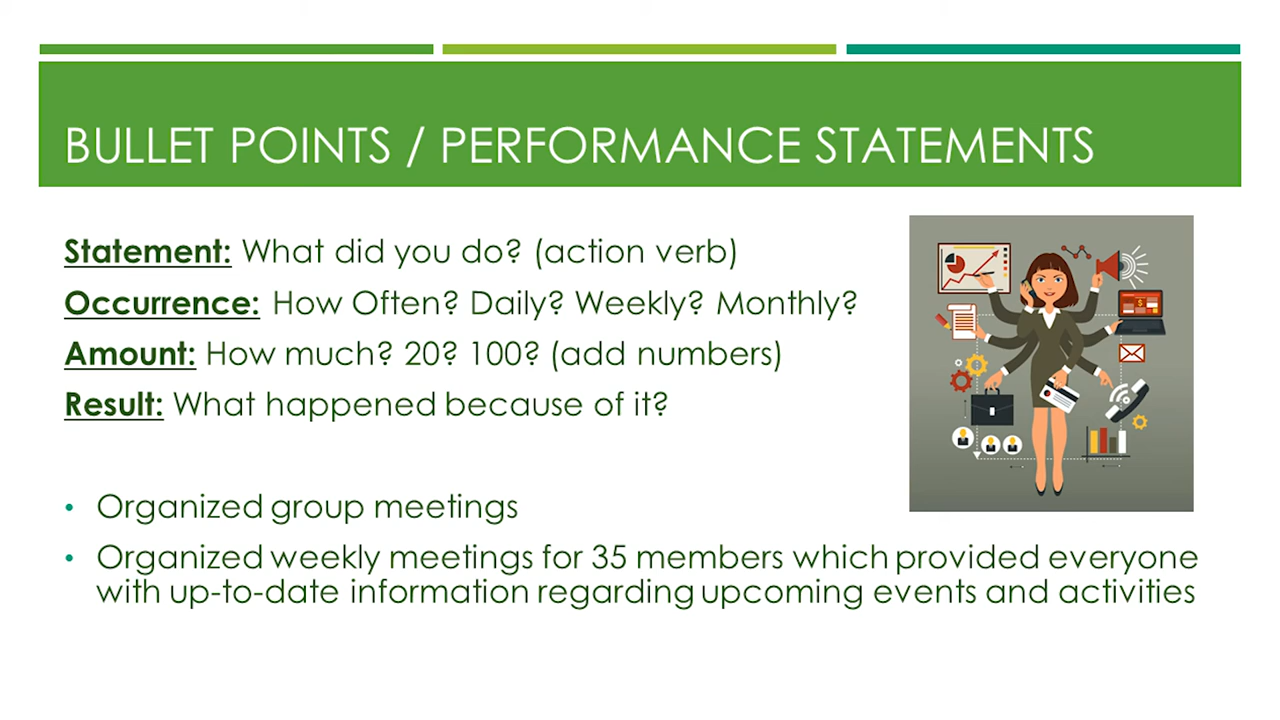 BULLET POINTS / PERFORMANCE STATEMENTS
Statement: What did you do? (action verb)
Occurrence: How Often? Daily? Weekly? Monthly?
Amount: How much? 20? 100? (add numbers)
Result: What happened because of it?
• Organized group meetings
• Organized weekly meetings for 35 members which provided everyone
with up-to-date information regarding upcoming events and activities